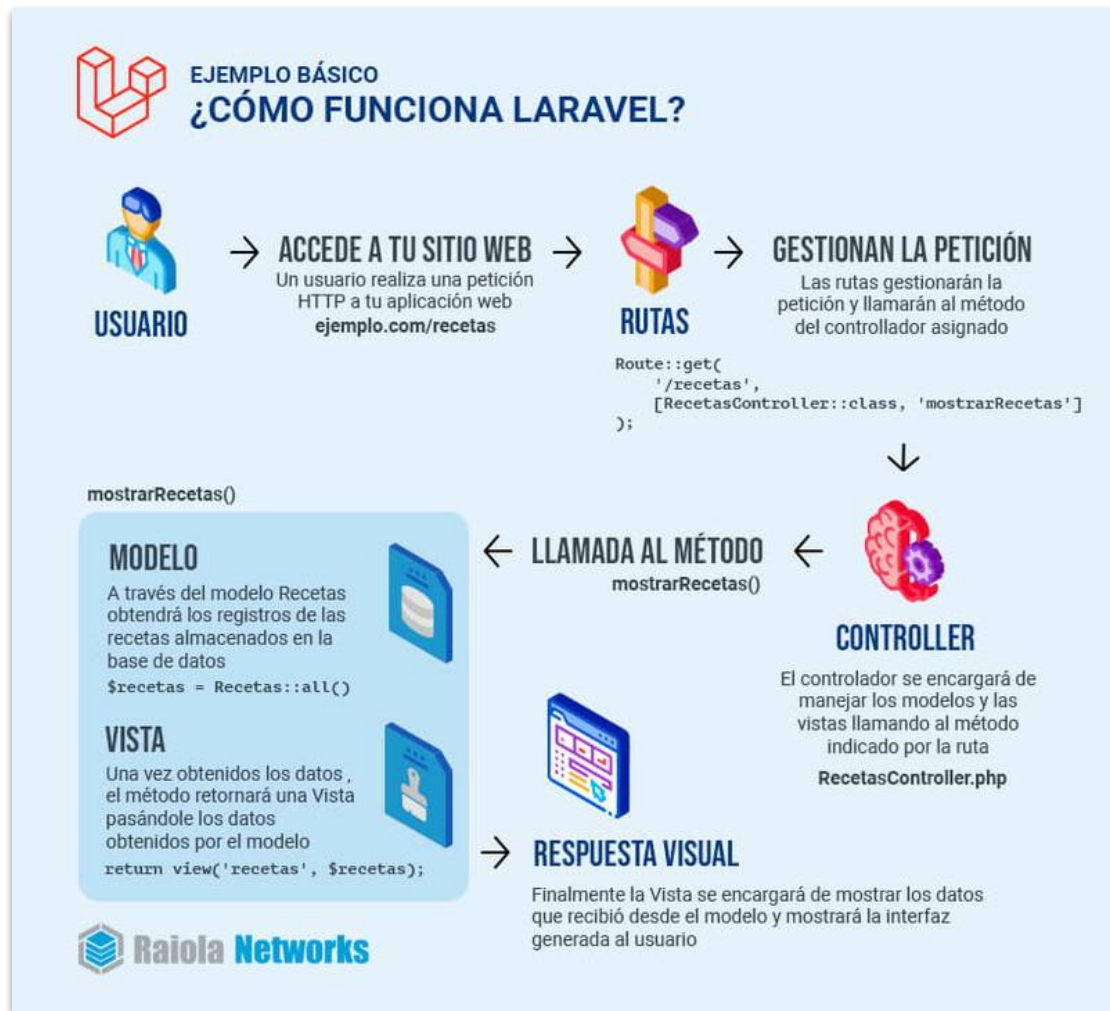 EJEMPLO BÁSICO
¿CÓMO FUNCIONA LARAVEL?
USUARIO
ACCEDE A TU SITIO WEB
Un usuario realiza una petición
HTTP a tu aplicación web
ejemplo.com/recetas
RUTAS
GESTIONAN LA PETICIÓN
Las rutas gestionarán la
petición y llamarán al método
del controllador asignado
Route::get(
'/recetas',
[RecetasController::class, 'mostrarRecetas']
);
CONTROLLER
El controlador se encargará de
manejar los modelos y las
vistas llamando al método
indicado por la ruta
RecetasController.php
LLAMADA AL MÉTODO
mostrarRecetas()
mostrarRecetas()
MODELO
A través del modelo Recetas
obtendrá los registros de las
recetas almacenados en la
base de datos
$recetas = Recetas::all()
VISTA
Una vez obtenidos los datos ,
el método retornará una Vista
pasándole los datos
obtenidos por el modelo
return view('recetas', $recetas);
RESPUESTA VISUAL
Finalmente la Vista se encargará de mostrar los datos
que recibió desde el modelo y mostrará la interfaz
generada al usuario
Raiola Networks